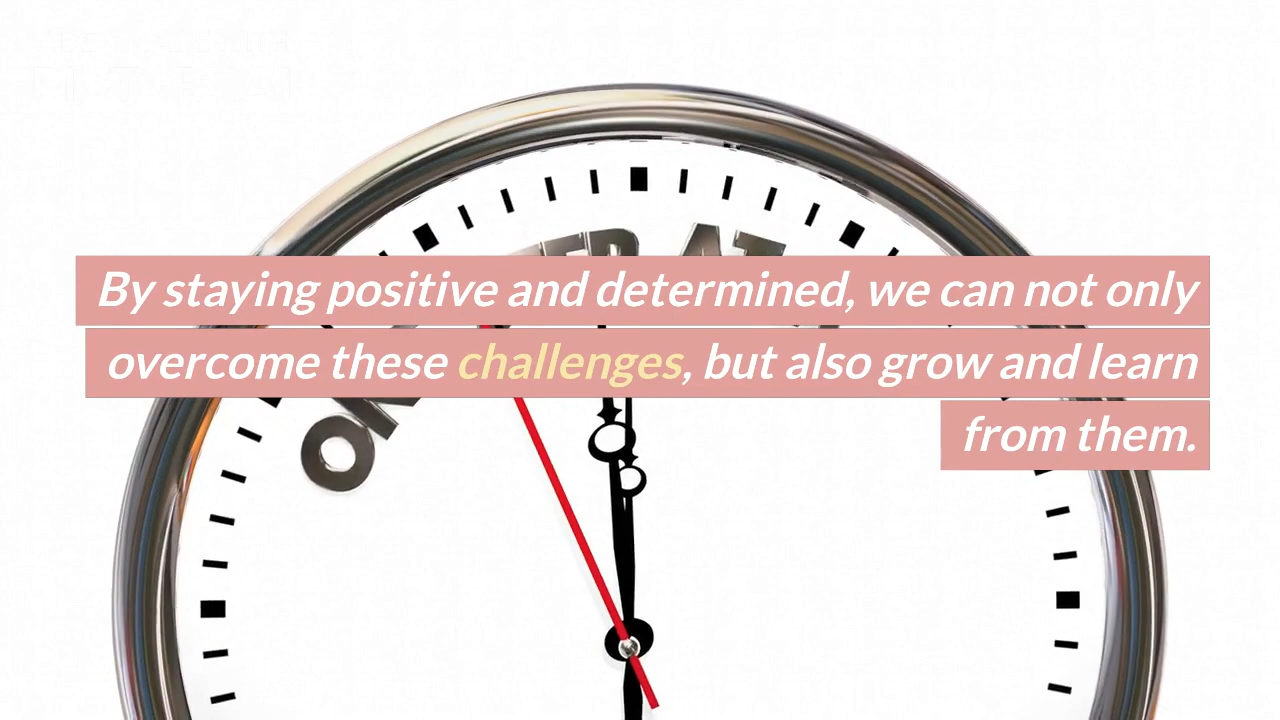 By staying positive and determined, we can not only
overcome these challenges, but also grow and learn
from them.